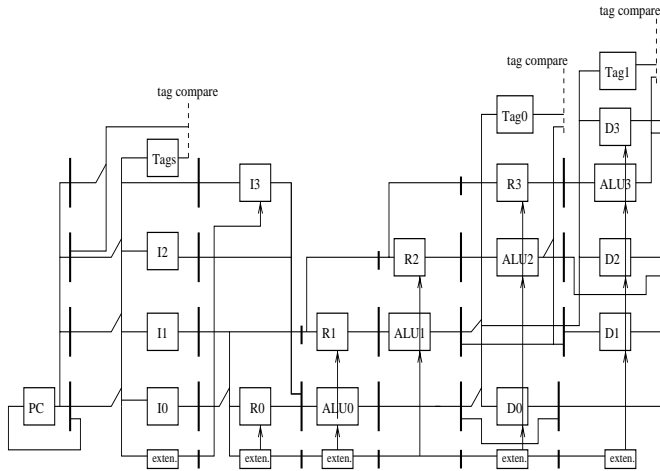 tag compare
Tag1
tag compare
D3
tag compare
Tag0
Tags
I3
R3
ALU3
I2
R2
ALU2
D2
I1
R1
ALU1
D1
PC
I0
R0
ALU0
D0
exten.
exten.
exten.
exten.
exten.